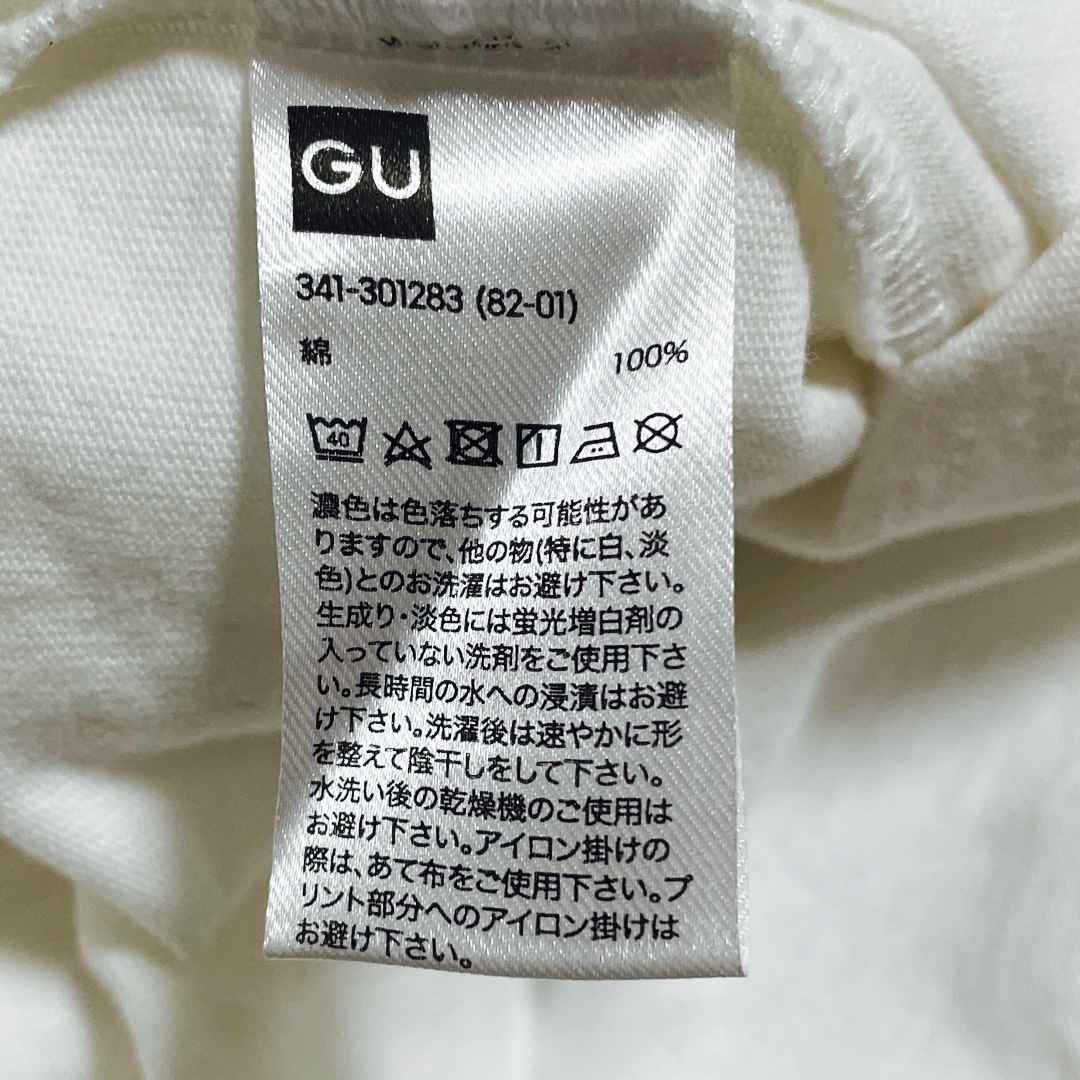 GU
341-301283 (82-01)
綿 100%
40
濃色は色落ちする可能性があ
りますので、他の物(特に白、淡
色)とのお洗濯はお避け下さい。
生成り・淡色には蛍光増白剤の
入っていない洗剤をご使用下さ
い。長時間の水への浸漬はお避
け下さい。洗濯後は速やかに形
を整えて陰干しをして下さい。
水洗い後の乾燥機のご使用は
お避け下さい。アイロン掛けの
際は、あて布をご使用下さい。プ
リント部分へのアイロン掛けは
お避け下さい。